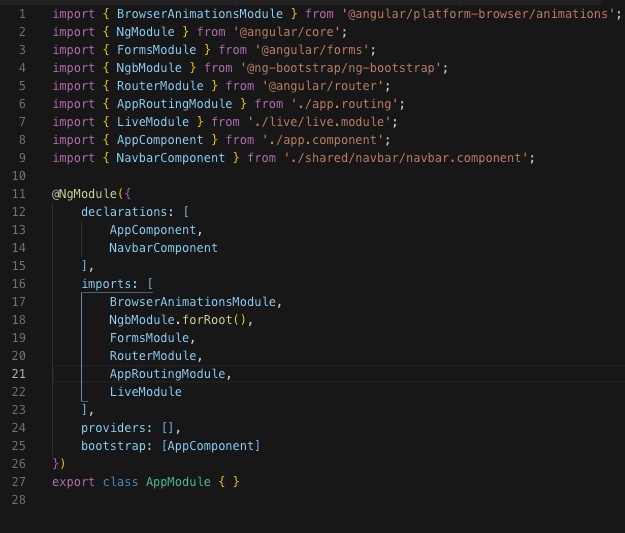 1 import { BrowserAnimationsModule } from '@angular/platform-browser/animations';
2 import { NgModule } from '@angular/core';
3 import { FormsModule } from '@angular/forms';
4 import { NgbModule } from '@ng-bootstrap/ng-bootstrap';
5 import { RouterModule } from '@angular/router';
6 import { AppRoutingModule } from './app.routing';
7 import { LiveModule } from './live/live.module';
8 import { AppComponent } from './app.component';
9 import { NavbarComponent } from './shared/navbar/navbar.component';
10
11 @NgModule({
12     declarations: [
13         AppComponent,
14         NavbarComponent
15     ],
16     imports: [
17         BrowserAnimationsModule,
18         NgbModule.forRoot(),
19         FormsModule,
20         RouterModule,
21         AppRoutingModule,
22         LiveModule
23     ],
24     providers: [],
25     bootstrap: [AppComponent]
26 })
27 export class AppModule { }
28